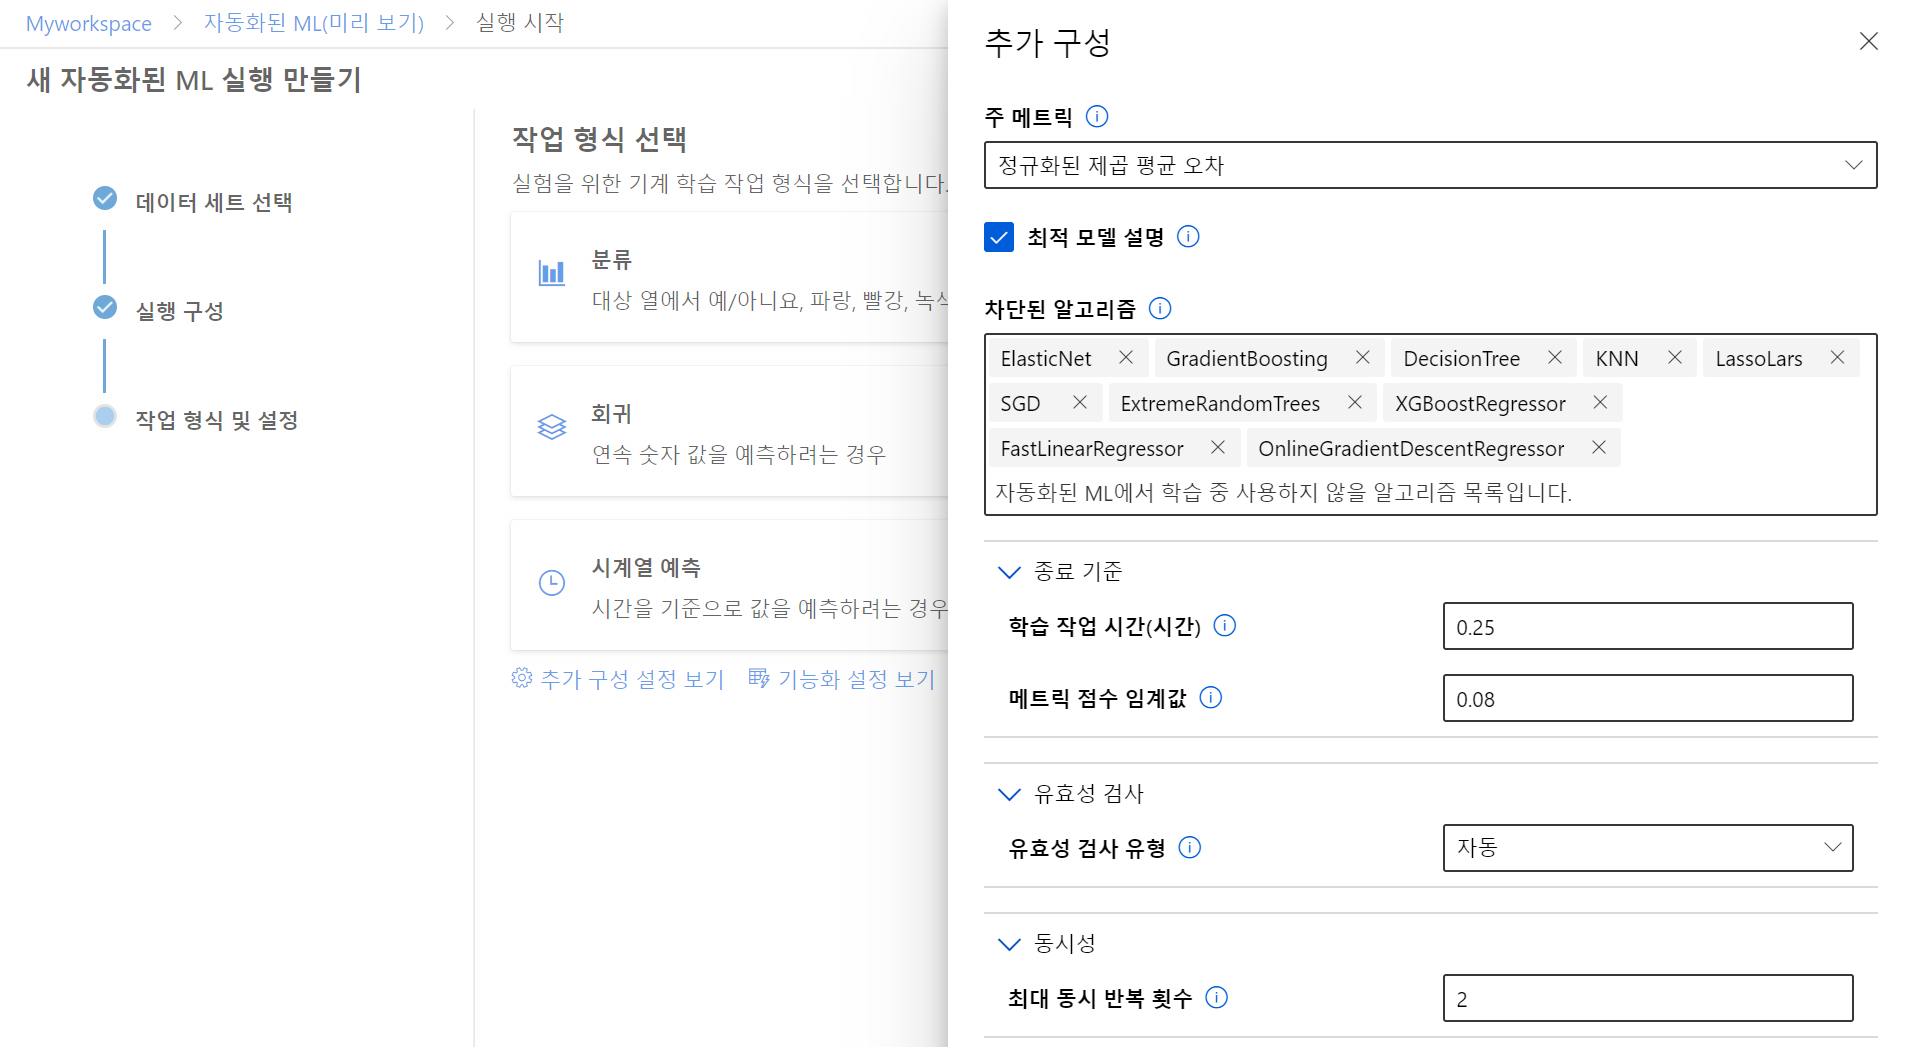 Myworkspace > 자동화된 ML(미리 보기) > 실행 시작
새 자동화된 ML 실행 만들기
데이터 세트 선택
실행 구성
작업 형식 및 설정
작업 형식 선택
실험을 위한 기계 학습 작업 형식을 선택합니다.
분류
대상 열에서 예/아니요, 파랑, 빨강, 녹색
회귀
연속 숫자 값을 예측하려는 경우
시계열 예측
시간을 기준으로 값을 예측하려는 경우
추가 구성 설정 보기 기능화 설정 보기
추가 구성
주 메트릭
정규화된 제곱 평균 오차
최적 모델 설명
차단된 알고리즘
ElasticNet GradientBoosting DecisionTree KNN LassoLars
SGD ExtremeRandomTrees XGBoostRegressor
FastLinearRegressor OnlineGradientDescentRegressor
자동화된 ML에서 학습 중 사용하지 않을 알고리즘 목록입니다.
종료 기준
학습 작업 시간(시간) 0.25
메트릭 점수 임계값 0.08
유효성 검사
유효성 검사 유형 자동
동시성
최대 동시 반복 횟수 2